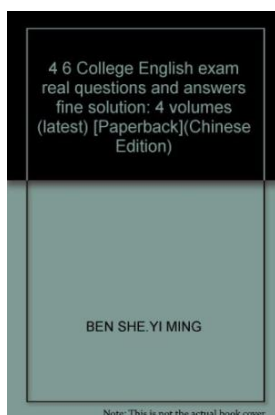 4 6 College English exam
real questions and answers
fine solution: 4 volumes
(latest) [Paperback](Chinese
Edition)
BEN SHE.YI MING
Note: This is not the actual book cover